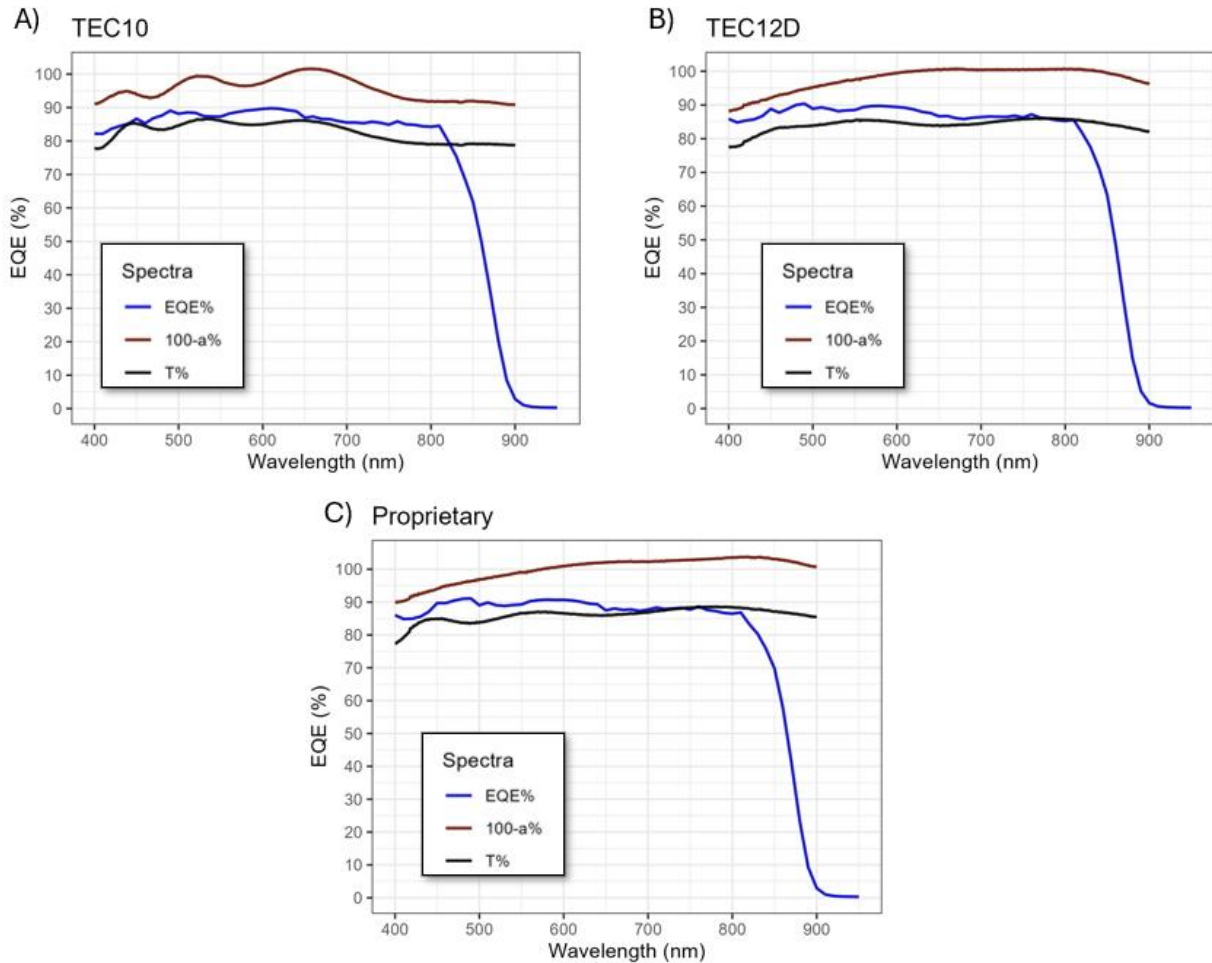 A) TEC10
EQE (%)
100
90
80
70
60
50
40
30
20
10
0
Spectra
EQE%
100-a%
T%
400 500 600 700 800 900
Wavelength (nm)
B) TEC12D
EQE (%)
100
90
80
70
60
50
40
30
20
10
0
Spectra
EQE%
100-a%
T%
400 500 600 700 800 900
Wavelength (nm)
C) Proprietary
EQE (%)
100
90
80
70
60
50
40
30
20
10
0
Spectra
EQE%
100-a%
T%
400 500 600 700 800 900
Wavelength (nm)